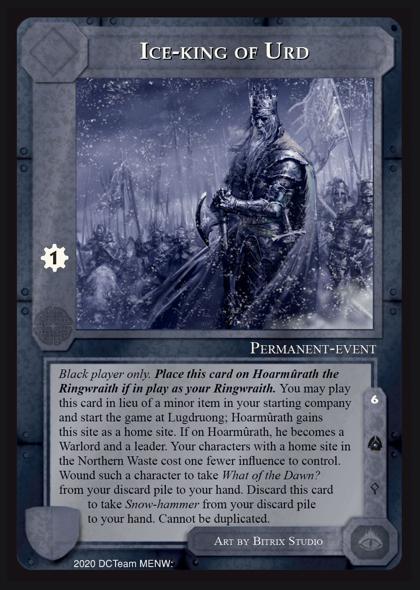 Ice-king of Urd
1
Permanent-event
Black player only. Place this card on Hoarmûrath the
Ringwraith if in play as your Ringwraith. You may play
this card in lieu of a minor item in your starting company
and start the game at Lugdruong; Hoarmûrath gains
this site as a home site. If on Hoarmûrath, he becomes a
Warlord and a leader. Your characters with a home site in
the Northern Waste cost one fewer influence to control.
Wound such a character to take What of the Dawn?
from your discard pile to your hand. Discard this card
to take Snow-hammer from your discard pile
to your hand. Cannot be duplicated.
6
Art by Bitrix Studio
2020 DCTeam MENW: